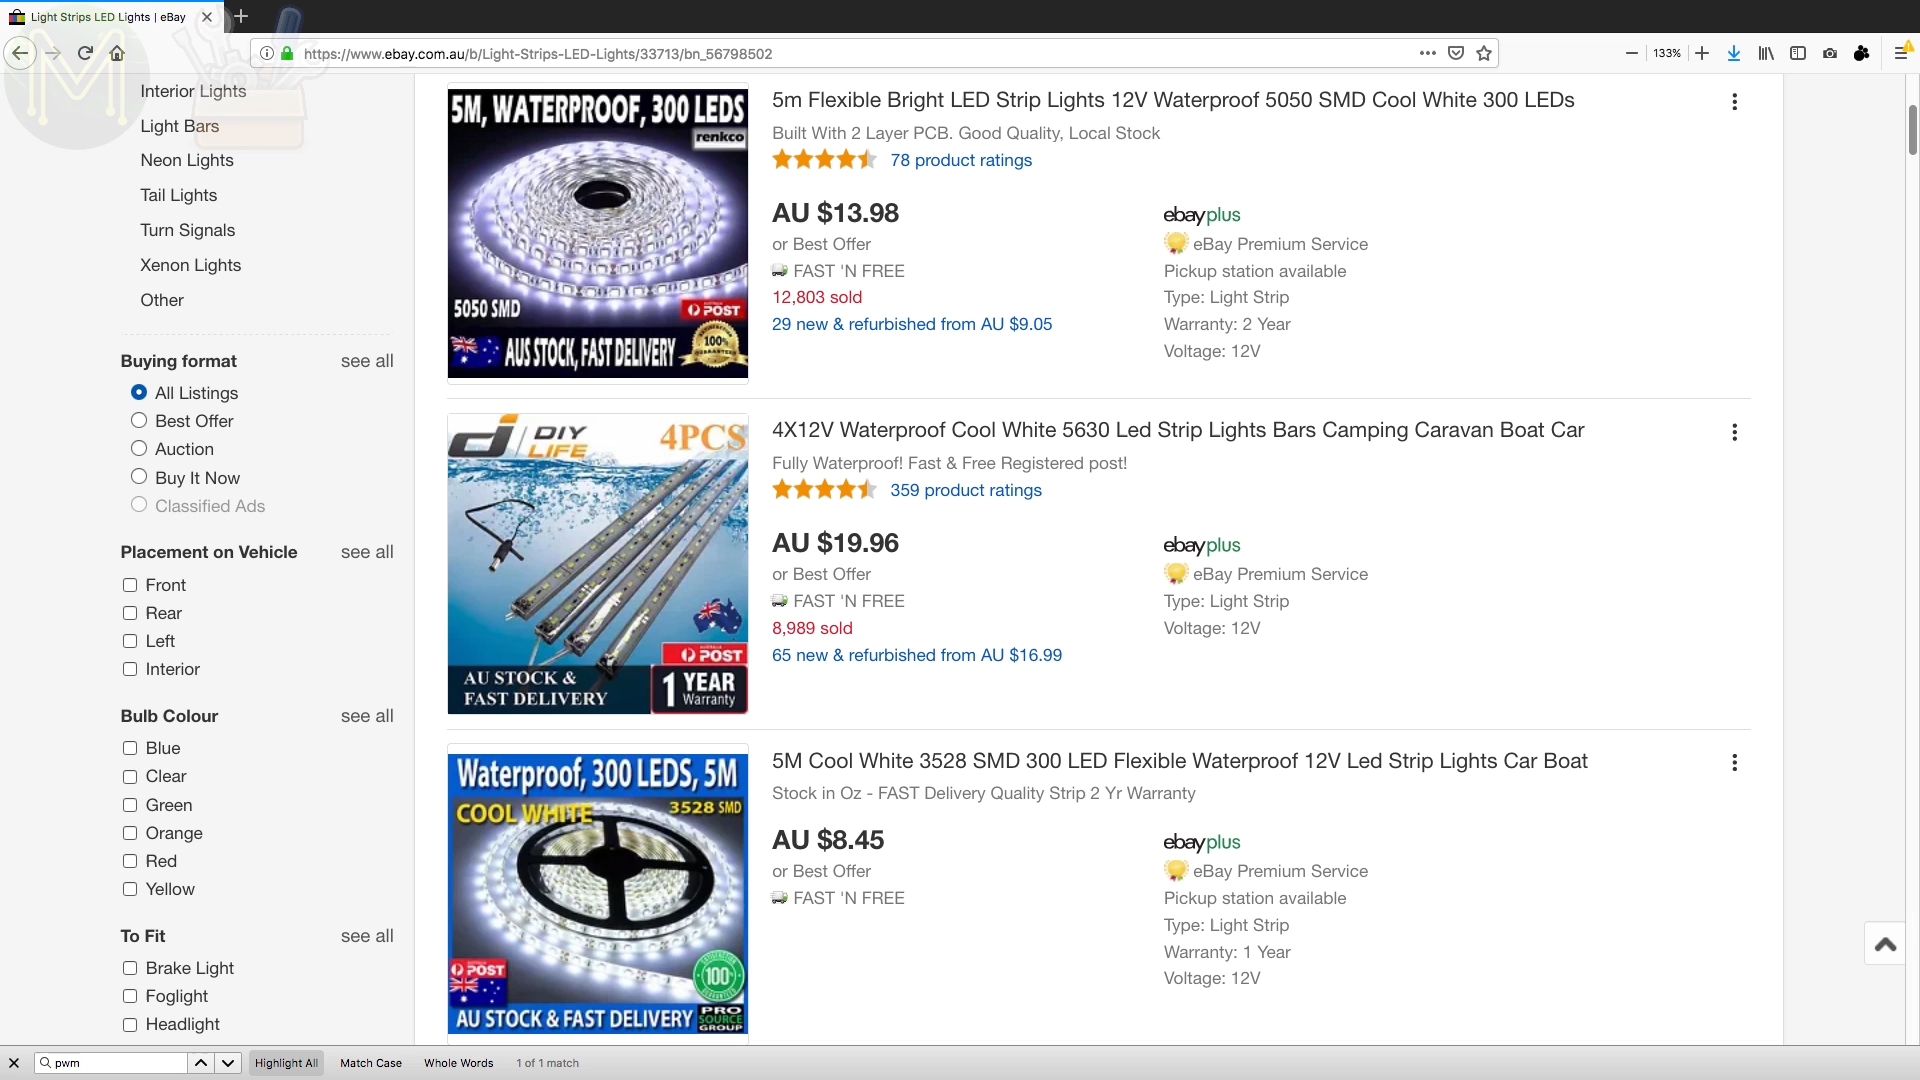 Light Strips LED Lights | eBay
https://www.ebay.com.au/b/Light-Strips-LED-Lights/33713/bn_56798502
133%
Interior Lights
Light Bars
Neon Lights
Tail Lights
Turn Signals
Xenon Lights
Other
Buying format see all
All Listings
Best Offer
Auction
Buy It Now
Classified Ads
Placement on Vehicle see all
Front
Rear
Left
Interior
Bulb Colour see all
Blue
Clear
Green
Orange
Red
Yellow
To Fit see all
Brake Light
Foglight
Headlight
5M, WATERPROOF, 300 LEDS
renkco
5050 SMD
POST
100%
AUS STOCK, FAST DELIVERY
5m Flexible Bright LED Strip Lights 12V Waterproof 5050 SMD Cool White 300 LEDs
Built With 2 Layer PCB. Good Quality, Local Stock
78 product ratings
AU $13.98
or Best Offer
FAST 'N FREE
12,803 sold
29 new & refurbished from AU $9.05
ebayplus
eBay Premium Service
Pickup station available
Type: Light Strip
Warranty: 2 Year
Voltage: 12V
DIY
LIFE
4PCS
POST
AU STOCK &
FAST DELIVERY
1 YEAR
Warranty
4X12V Waterproof Cool White 5630 Led Strip Lights Bars Camping Caravan Boat Car
Fully Waterproof! Fast & Free Registered post!
359 product ratings
AU $19.96
or Best Offer
FAST 'N FREE
8,989 sold
65 new & refurbished from AU $16.99
ebayplus
eBay Premium Service
Type: Light Strip
Voltage: 12V
Waterproof, 300 LEDS, 5M
COOL WHITE
3528 SMD
POST
100%
AU STOCK & FAST DELIVERY
PRO
SOURCE
GROUP
5M Cool White 3528 SMD 300 LED Flexible Waterproof 12V Led Strip Lights Car Boat
Stock in Oz - FAST Delivery Quality Strip 2 Yr Warranty
AU $8.45
or Best Offer
FAST 'N FREE
ebayplus
eBay Premium Service
Pickup station available
Type: Light Strip
Warranty: 1 Year
Voltage: 12V
pwm
Highlight All
Match Case
Whole Words
1 of 1 match